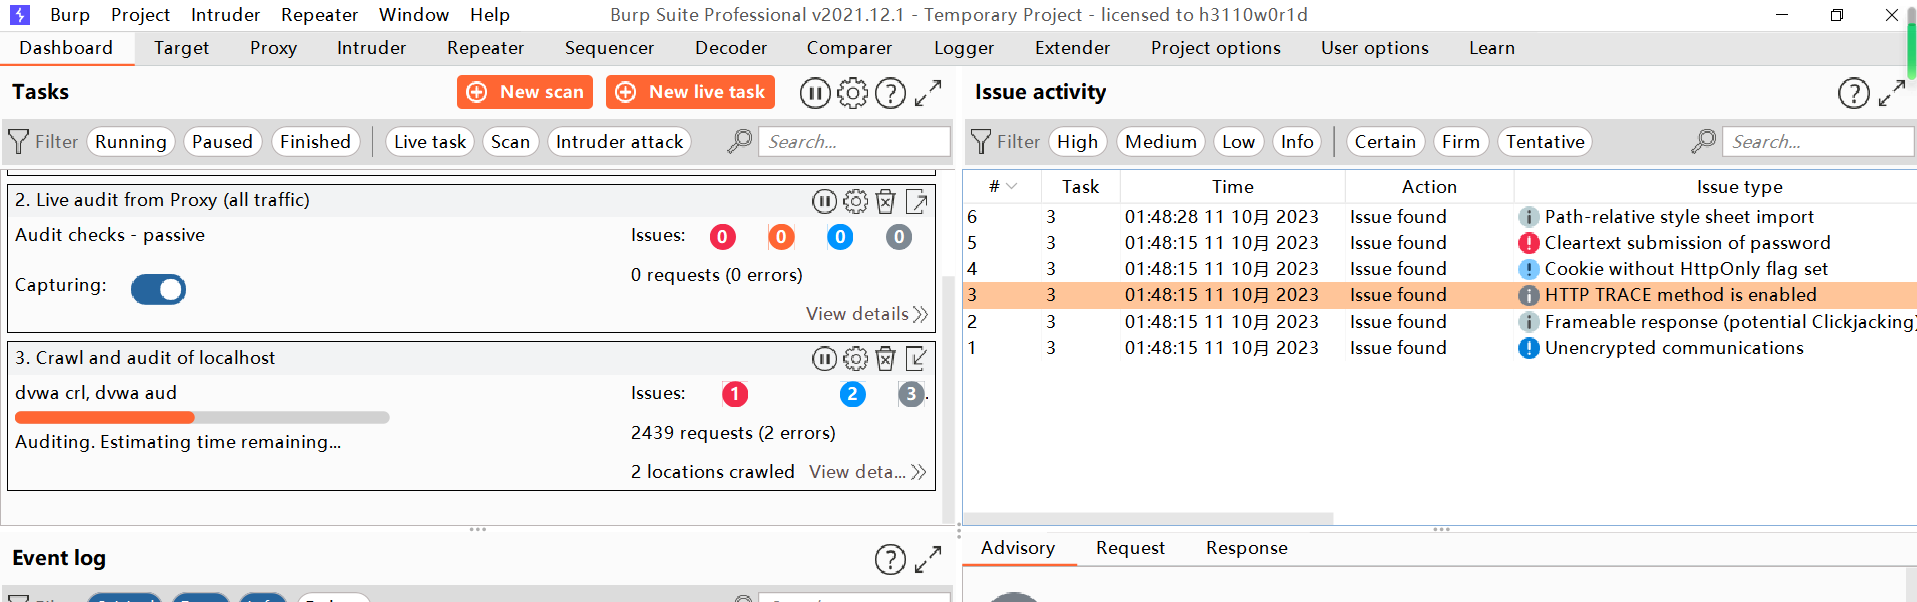 Burp Project Intruder Repeater Window Help Burp Suite Professional v2021.12.1 - Temporary Project - licensed to h3110w0r1d
Dashboard Target Proxy Intruder Repeater Sequencer Decoder Comparer Logger Extender Project options User options Learn
Tasks New scan New live task
Filter Running Paused Finished Live task Scan Intruder attack Search...
2. Live audit from Proxy (all traffic)
Audit checks - passive Issues: 0 0 0 0
0 requests (0 errors)
Capturing:
View details
3. Crawl and audit of localhost
dvwa crl, dvwa aud Issues: 1 2 3 .
2439 requests (2 errors)
Auditing. Estimating time remaining...
2 locations crawled View deta...
Event log
Issue activity
Filter High Medium Low Info Certain Firm Tentative Search...
# Task Time Action Issue type
6 3 01:48:28 11 10月 2023 Issue found Path-relative style sheet import
5 3 01:48:15 11 10月 2023 Issue found Cleartext submission of password
4 3 01:48:15 11 10月 2023 Issue found Cookie without HttpOnly flag set
3 3 01:48:15 11 10月 2023 Issue found HTTP TRACE method is enabled
2 3 01:48:15 11 10月 2023 Issue found Frameable response (potential Clickjacking)
1 3 01:48:15 11 10月 2023 Issue found Unencrypted communications
Advisory Request Response